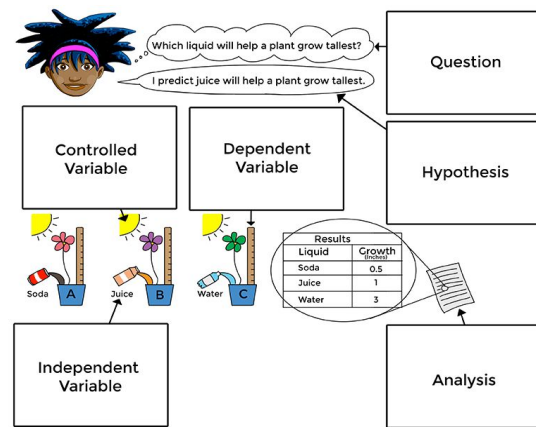 Which liquid will help a plant grow tallest?
I predict juice will help a plant grow tallest.
Question
Hypothesis
Controlled
Variable
Dependent
Variable
Soda
A
Juice
B
Water
C
Results
Liquid Growth
(inches)
Soda 0.5
Juice 1
Water 3
Independent
Variable
Analysis